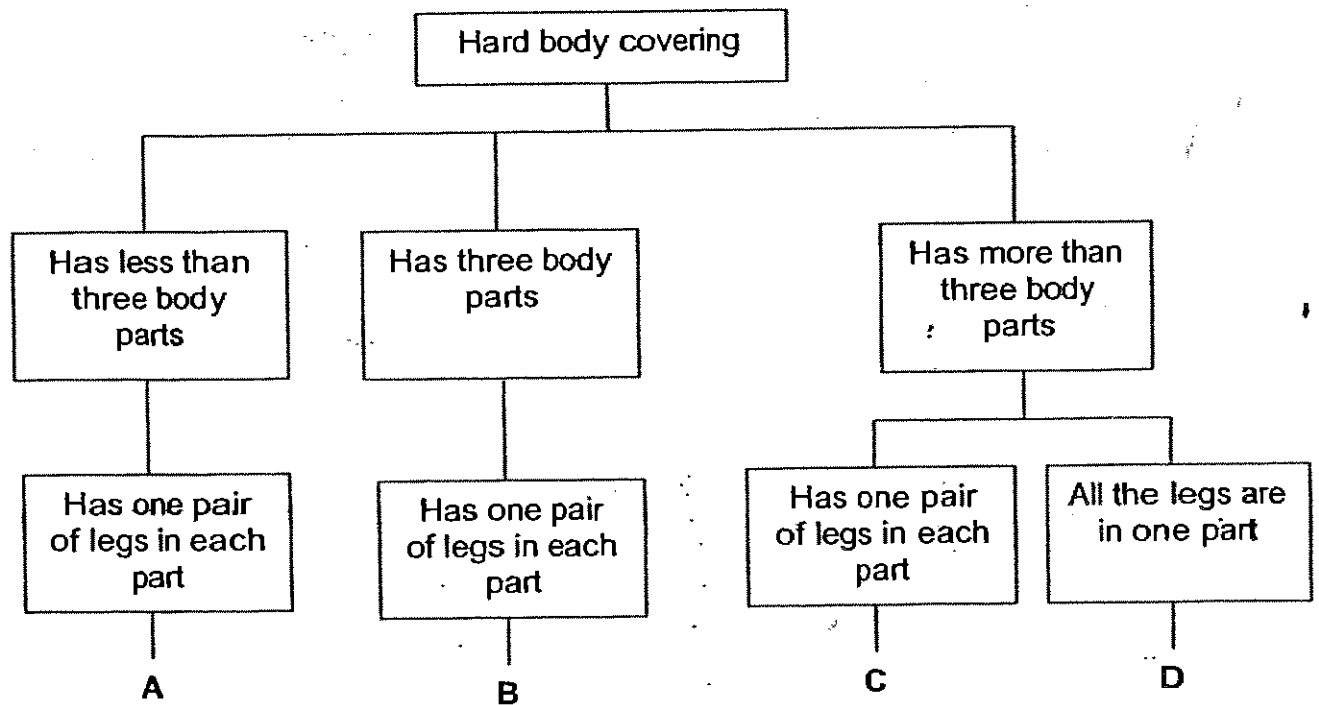 Hard body covering
Has less than
three body
parts
Has three body
parts
Has more than
three body
parts
Has one pair
of legs in each
part
Has one pair
of legs in each
part
Has one pair
of legs in each
part
All the legs are
in one part
A
B
C
D